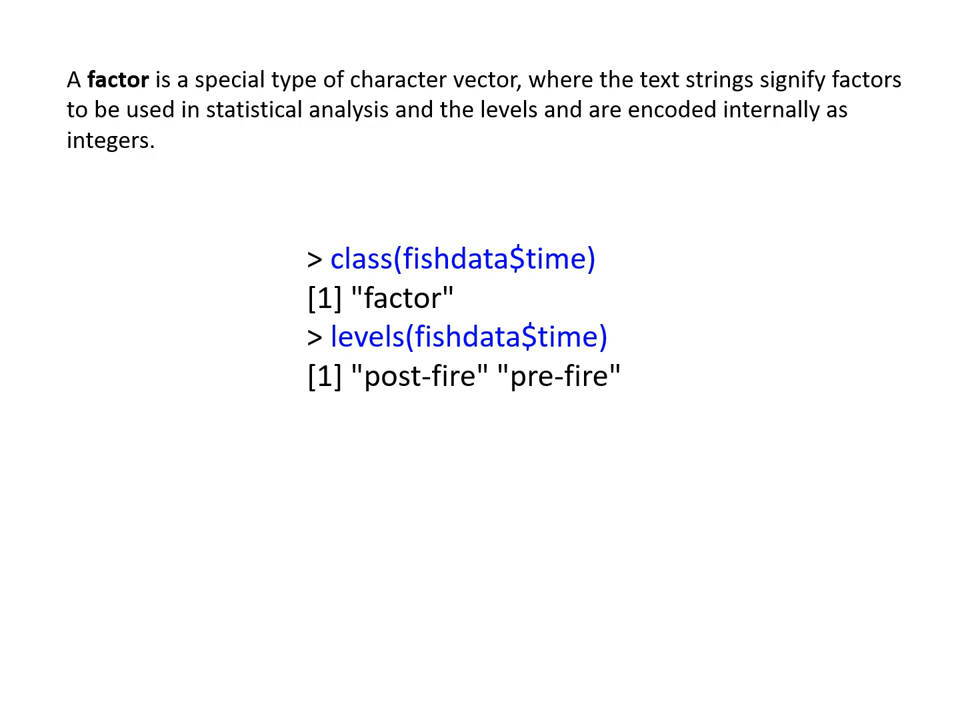 A factor is a special type of character vector, where the text strings signify factors
to be used in statistical analysis and the levels and are encoded internally as
integers.
> class(fishdata$time)
[1] "factor"
> levels(fishdata$time)
[1] "post-fire" "pre-fire"